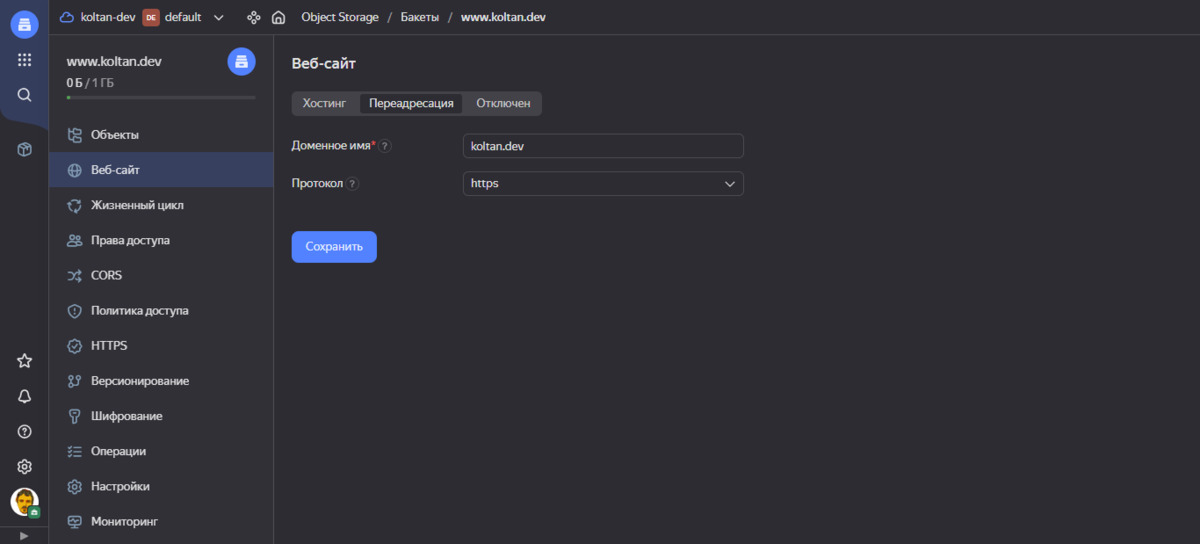 koltan-dev DE default Object Storage / Бакеты / www.koltan.dev
www.koltan.dev
0 Б / 1 ГБ
Объекты
Веб-сайт
Жизненный цикл
Права доступа
CORS
Политика доступа
HTTPS
Версионирование
Шифрование
Операции
Настройки
Мониторинг
Веб-сайт
Хостинг Переадресация Отключен
Доменное имя* ? koltan.dev
Протокол ? https
Сохранить